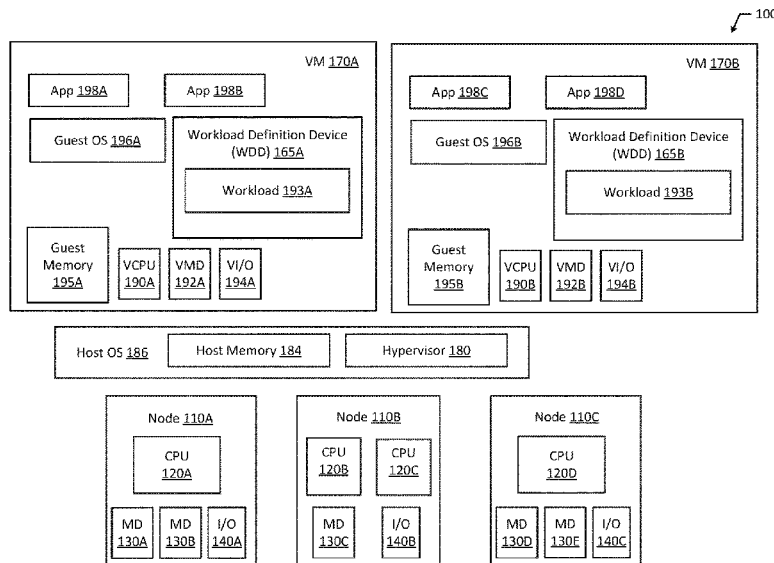 100
VM 170A
App 198A
App 198B
Guest OS 196A
Workload Definition Device
(WDD) 165A
Workload 193A
Guest
Memory
195A
VCPU
190A
VMD
192A
VI/O
194A
VM 170B
App 198C
App 198D
Guest OS 196B
Workload Definition Device
(WDD) 165B
Workload 193B
Guest
Memory
195B
VCPU
190B
VMD
192B
VI/O
194B
Host OS 186
Host Memory 184
Hypervisor 180
Node 110A
CPU
120A
MD
130A
MD
130B
I/O
140A
Node 110B
CPU
120B
CPU
120C
MD
130C
I/O
140B
Node 110C
CPU
120D
MD
130D
MD
130E
I/O
140C